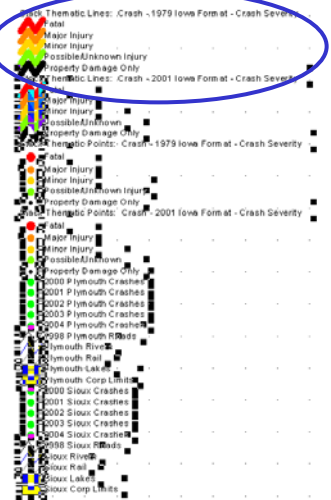 Stack Thematic Lines: Crash - 1979 Iowa Format - Crash Severity
Fatal
Major Injury
Minor Injury
Possible/Unknown Injury
Property Damage Only
Stack Thematic Lines: Crash - 2001 Iowa Format - Crash Severity
Major Injury
Minor Injury
Possible/Unknown
Property Damage Only
Stack Thematic Points: Crash - 1979 Iowa Format - Crash Severity
Fatal
Major Injury
Minor Injury
Possible/Unknown Injury
Property Damage Only
Stack Thematic Points: Crash - 2001 Iowa Format - Crash Severity
Fatal
Major Injury
Minor Injury
Possible/Unknown
Property Damage Only
2000 Plymouth Crashes
2001 Plymouth Crashes
2002 Plymouth Crashes
2003 Plymouth Crashes
2004 Plymouth Crashes
1998 Plymouth Roads
Plymouth Rivers
Plymouth Rail
Plymouth Lakes
Plymouth Corp Limits
2000 Sioux Crashes
2001 Sioux Crashes
2002 Sioux Crashes
2003 Sioux Crashes
2004 Sioux Crashes
1998 Sioux Roads
Sioux Rivers
Sioux Rail
Sioux Lakes
Sioux Corp Limits